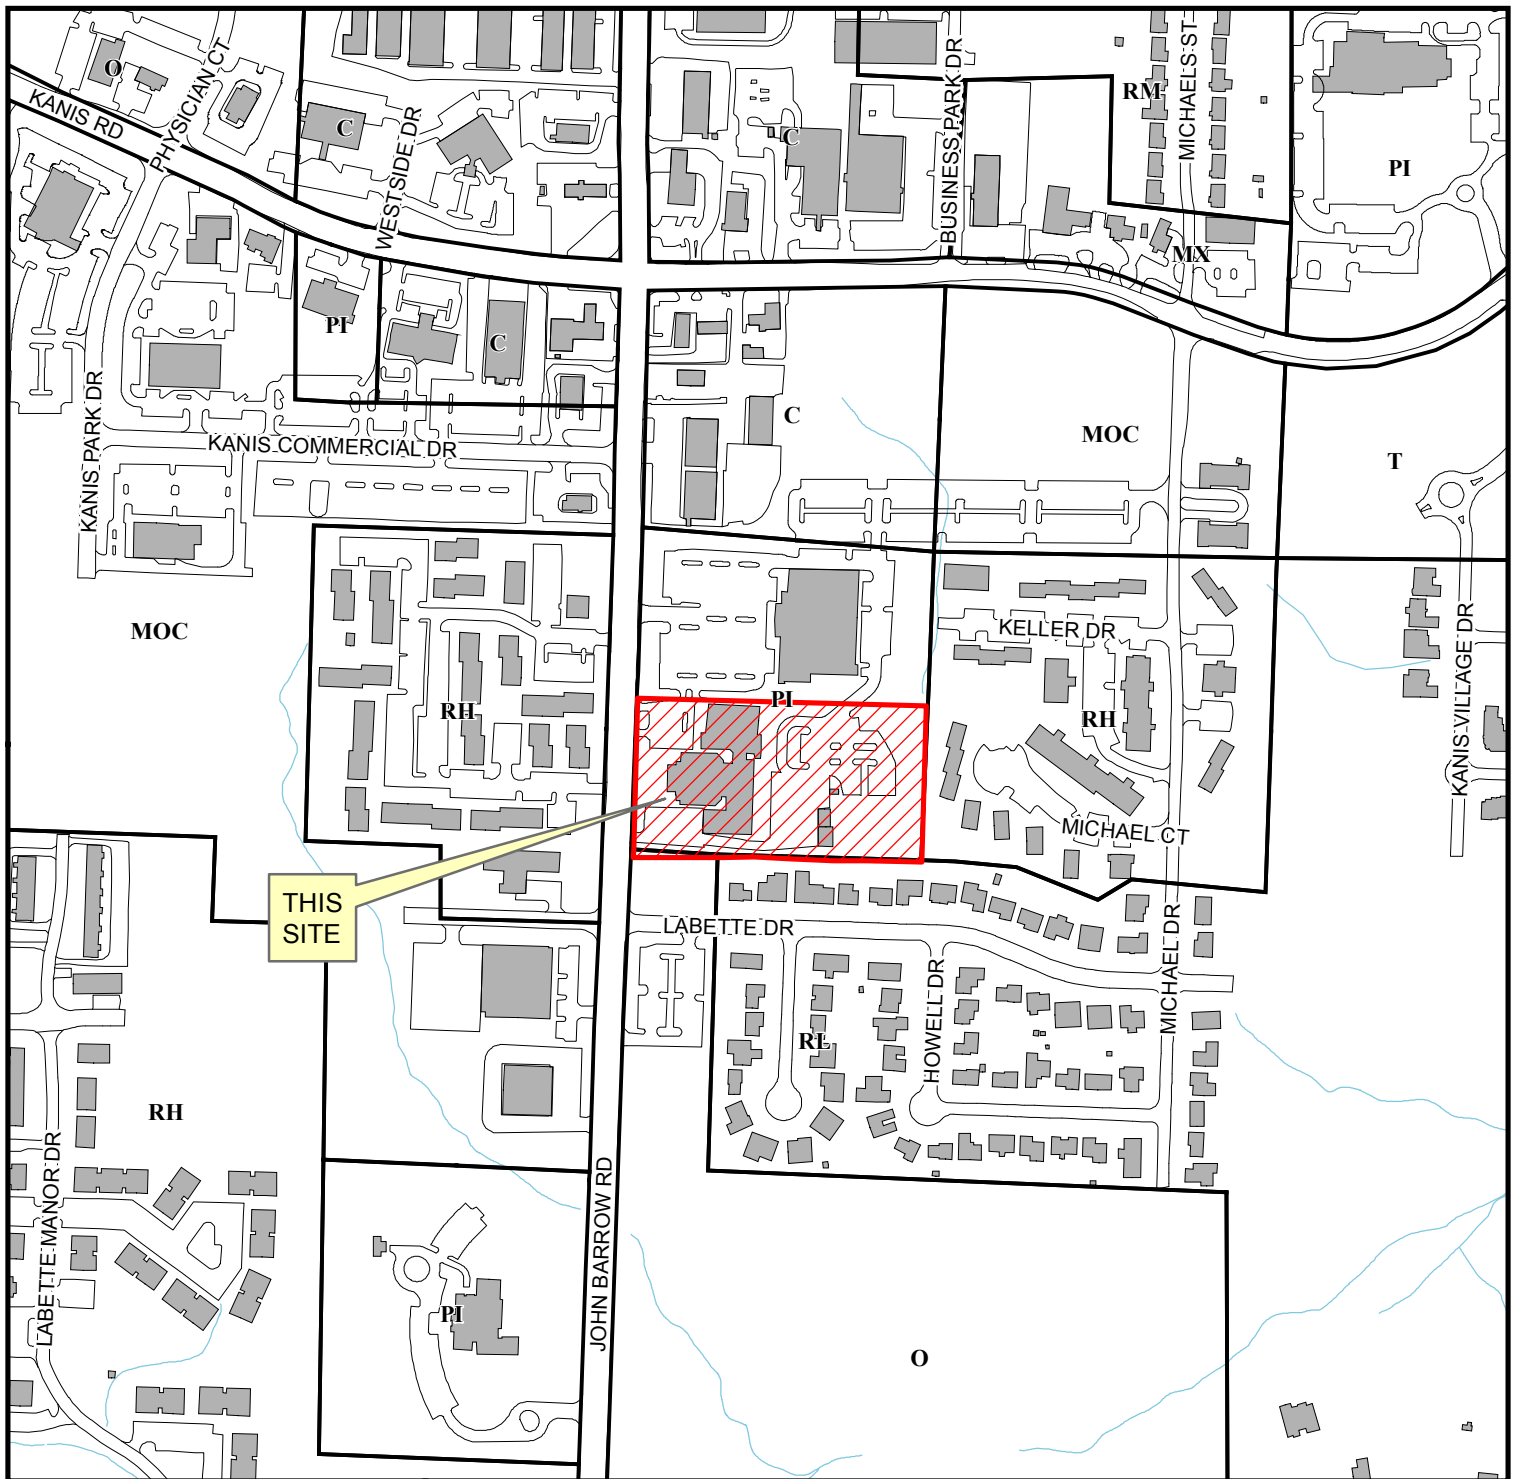 O
PHYSICIAN CT
KANIS RD
C
WESTSIDE DR
C
BUSINESS PARK DR
RM
MICHAEL ST
PI
MX
PI
C
KANIS PARK DR
KANIS COMMERCIAL DR
C
MOC
T
MOC
KELLER DR
KANIS VILLAGE DR
PI
RH
RH
MICHAEL CT
THIS
SITE
LABETTE DR
MICHAEL DR
HOWELL DR
RL
RH
LABETTE MANOR DR
JOHN BARROW RD
PI
O